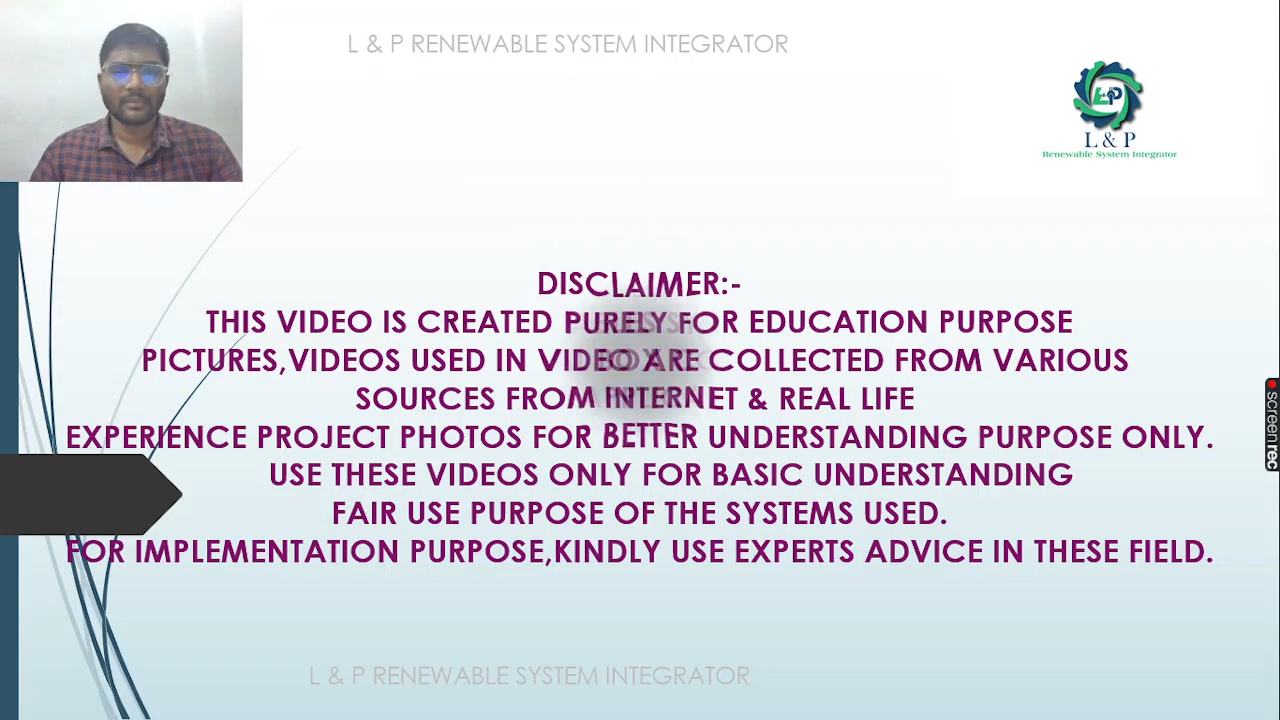 L & P RENEWABLE SYSTEM INTEGRATOR
L & P
Renewable System Integrator
DISCLAIMER:-
THIS VIDEO IS CREATED PURELY FOR EDUCATION PURPOSE
PICTURES,VIDEOS USED IN VIDEO ARE COLLECTED FROM VARIOUS
SOURCES FROM INTERNET & REAL LIFE
EXPERIENCE PROJECT PHOTOS FOR BETTER UNDERSTANDING PURPOSE ONLY.
USE THESE VIDEOS ONLY FOR BASIC UNDERSTANDING
FAIR USE PURPOSE OF THE SYSTEMS USED.
FOR IMPLEMENTATION PURPOSE,KINDLY USE EXPERTS ADVICE IN THESE FIELD.
screenrec
L & P RENEWABLE SYSTEM INTEGRATOR